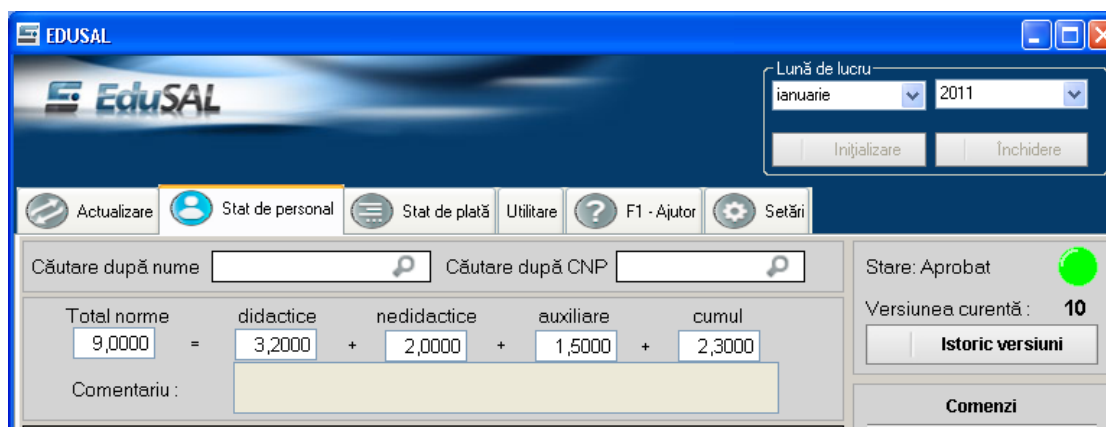 EDUSAL
EduSAL
Lună de lucru
ianuarie 2011
Iniţializare Închidere
Actualizare Stat de personal Stat de plată Utilitare ? F1 - Ajutor Setări
Căutare după nume Căutare după CNP
Stare: Aprobat
Total norme didactice nedidactice auxiliare cumul
9,0000 = 3,2000 + 2,0000 + 1,5000 + 2,3000
Comentariu :
Versiunea curentă : 10
Istoric versiuni
Comenzi